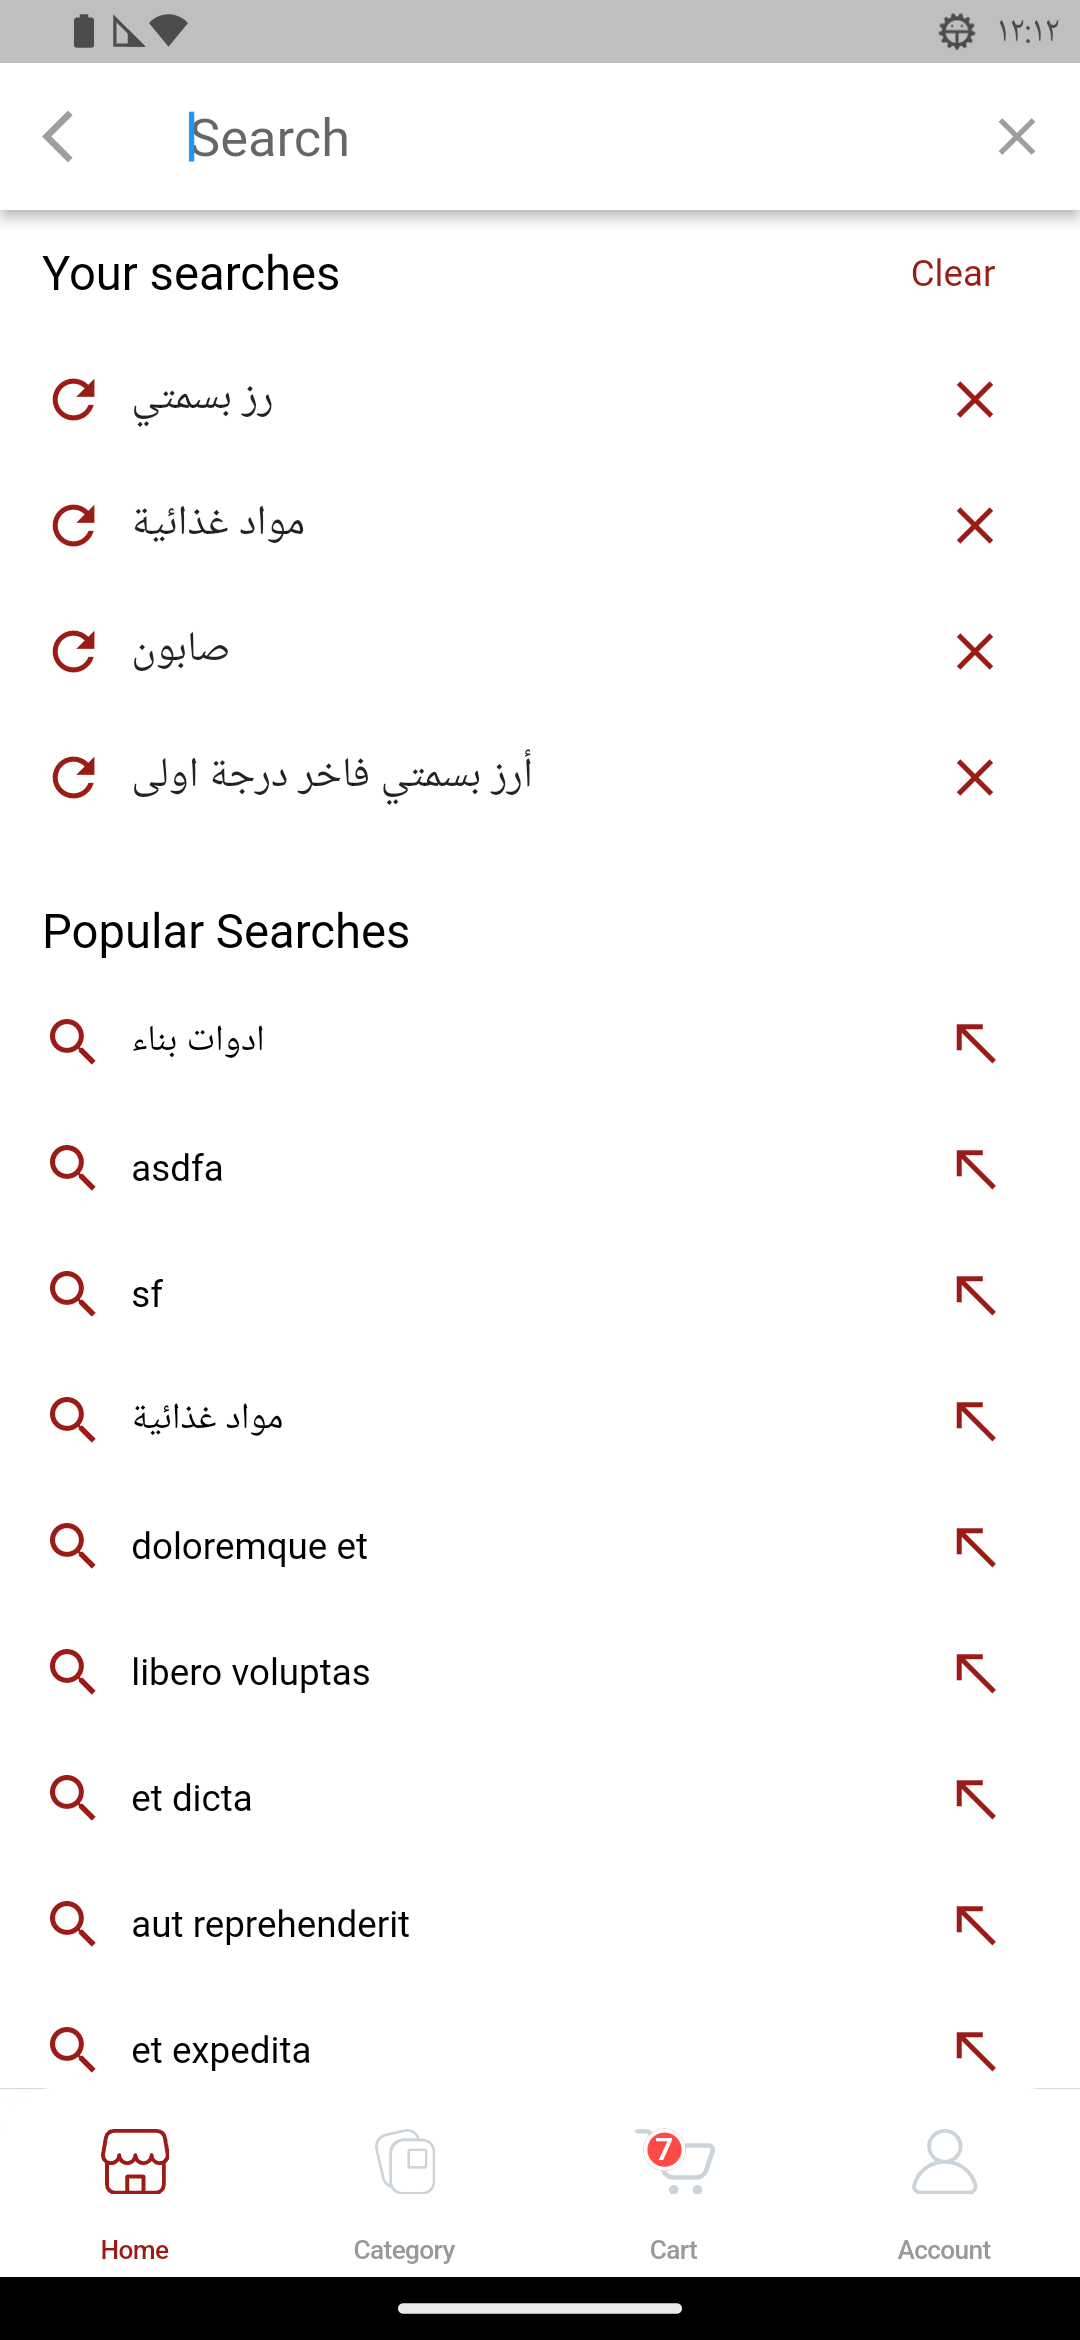 ١٢:١٢
Search
Your searches
Clear
رز بسمتي
مواد غذائية
صابون
أرز بسمتي فاخر درجة اولى
Popular Searches
ادوات بناء
asdfa
sf
مواد غذائية
doloremque et
libero voluptas
et dicta
aut reprehenderit
et expedita
7
Home
Category
Cart
Account